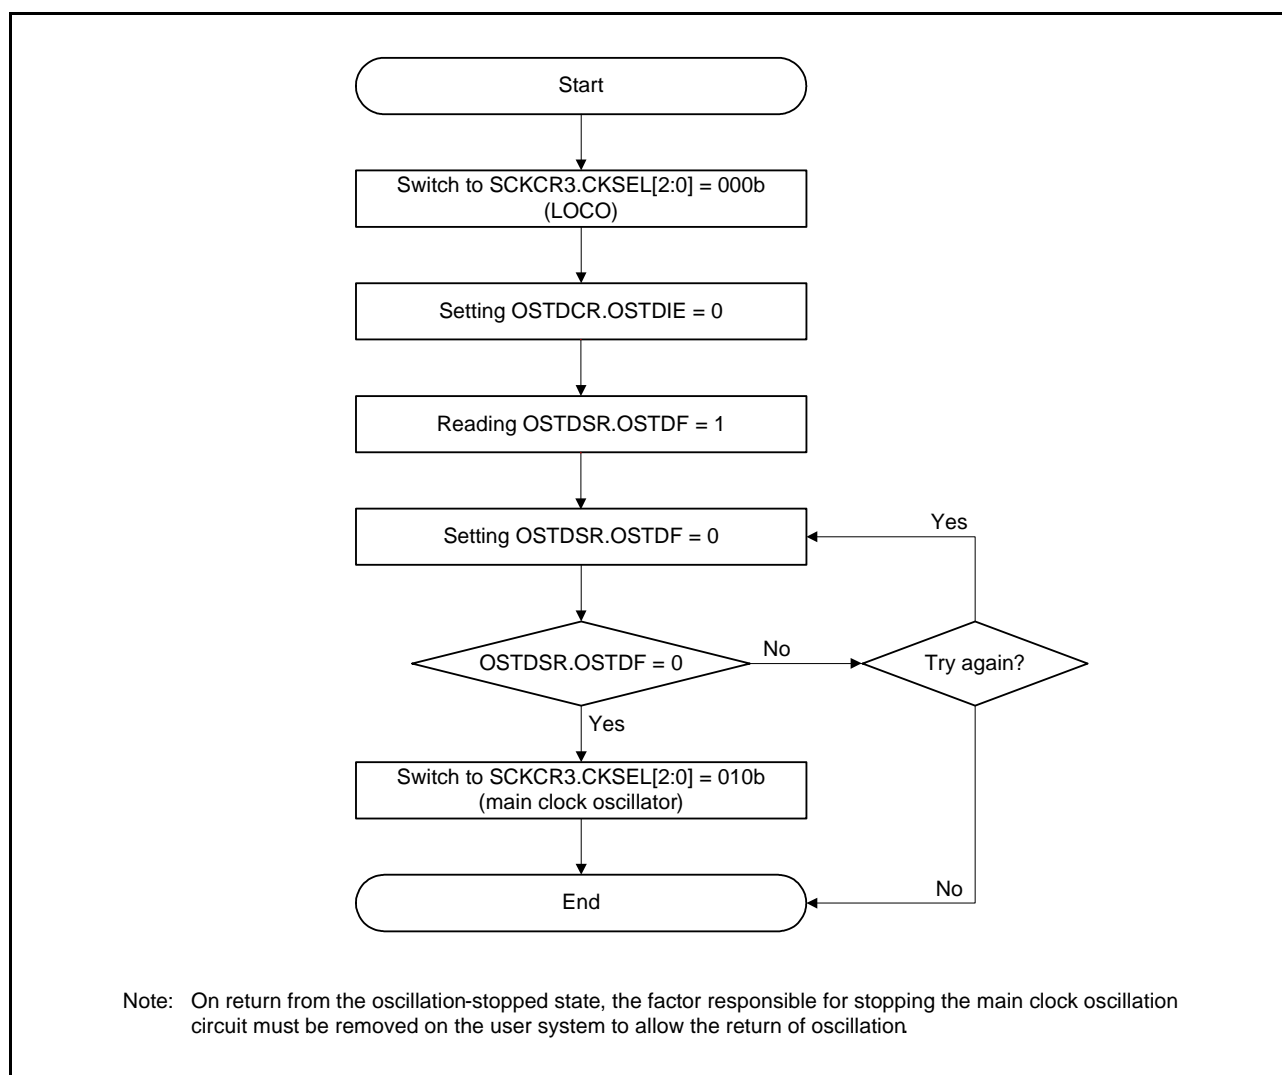 Start
Switch to SCKCR3.CKSEL[2:0] = 000b
(LOCO)
Setting OSTDCR.OSTDIE = 0
Reading OSTDSR.OSTDF = 1
Setting OSTDSR.OSTDF = 0
Yes
OSTDSR.OSTDF = 0
No
Try again?
Yes
Switch to SCKCR3.CKSEL[2:0] = 010b
(main clock oscillator)
No
End
Note: On return from the oscillation-stopped state, the factor responsible for stopping the main clock oscillation
circuit must be removed on the user system to allow the return of oscillation.